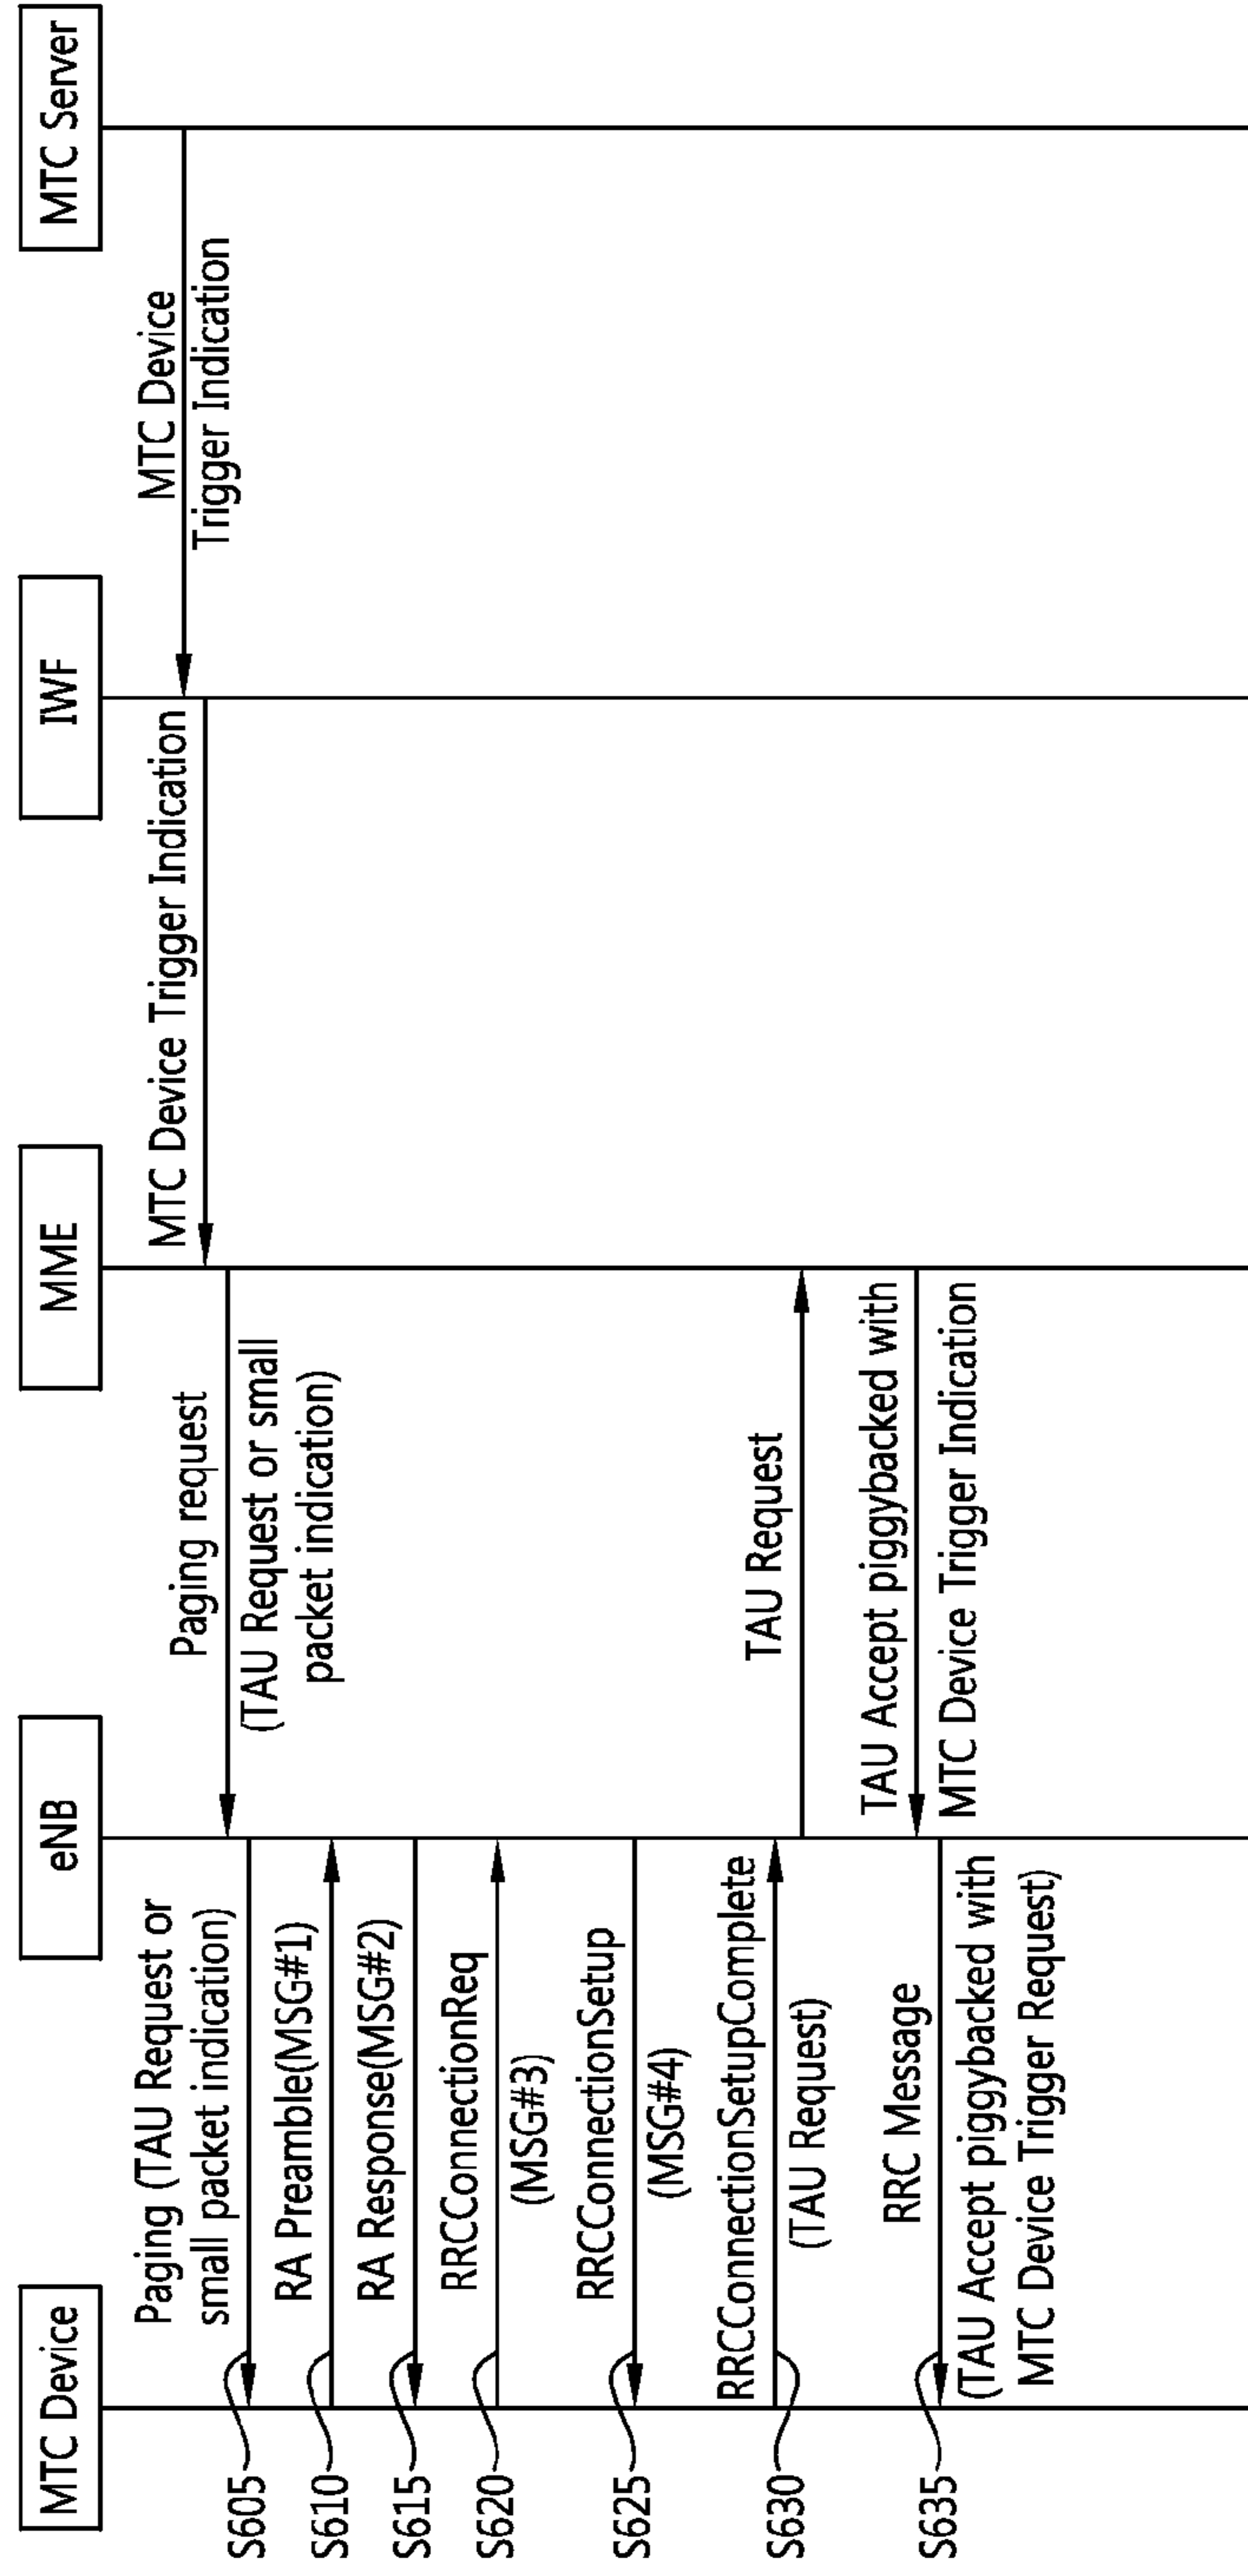 MTC Device
eNB
MME
IWF
MTC Server
MTC Device
Trigger Indication
MTC Device Trigger Indication
Paging request
(TAU Request or small
packet indication)
Paging (TAU Request or
small packet indication)
S605
RA Preamble(MSG#1)
S610
RA Response(MSG#2)
S615
RRCConnectionReq
(MSG#3)
S620
RRCConnectionSetup
(MSG#4)
S625
RRCConnectionSetupComplete
(TAU Request)
S630
TAU Request
TAU Accept piggybacked with
MTC Device Trigger Indication
RRC Message
(TAU Accept piggybacked with
MTC Device Trigger Request)
S635